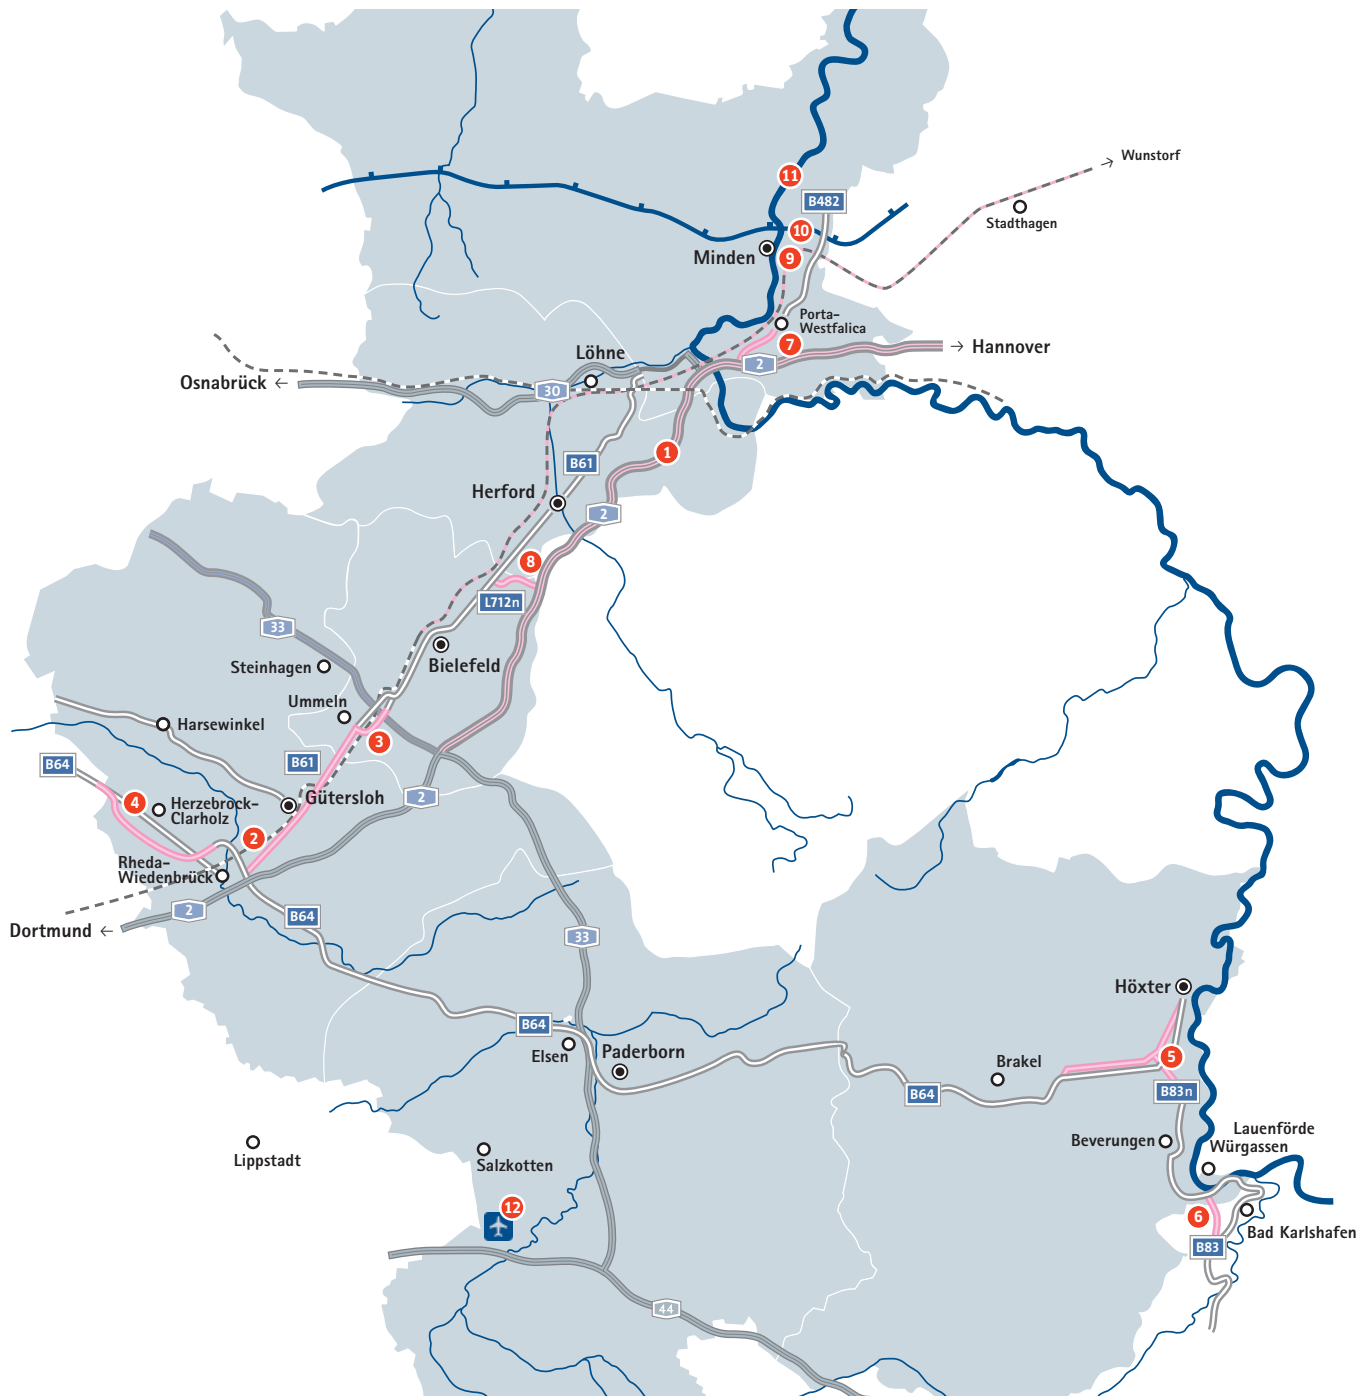 Wunstorf
11
B482
Stadthagen
10
Minden
9
Porta-
Westfalica
7
Hannover
Löhne
2
Osnabrück
30
1
B61
Herford
2
8
L712n
33
Steinhagen
Bielefeld
Ummeln
Harsewinkel
3
B61
B64
4
Herzebrock-
Clarholz
Gütersloh
2
2
Rheda-
Wiedenbrück
2
B64
Dortmund
33
Höxter
B64
Elsen
Paderborn
Brakel
5
B64
B83n
Lauenförde
Beverungen
Würgassen
Lippstadt
Salzkotten
12
6
Bad Karlshafen
B83
44